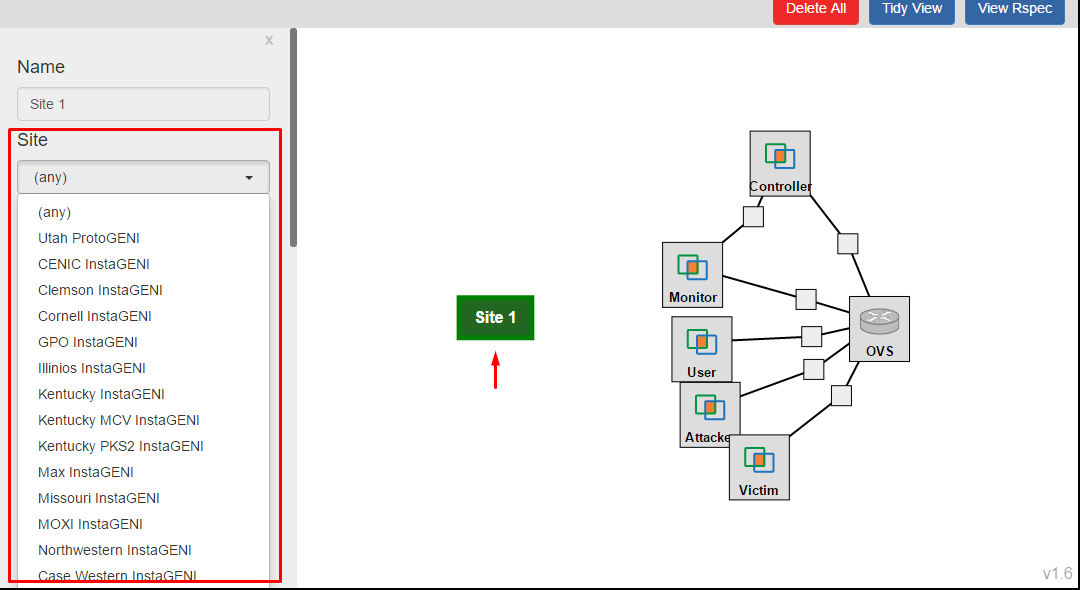 Delete All
Tidy View
View Rspec
x
Name
Site 1
Site
(any)
(any)
Utah ProtoGENI
CENIC InstaGENI
Clemson InstaGENI
Cornell InstaGENI
GPO InstaGENI
Illinios InstaGENI
Kentucky InstaGENI
Kentucky MCV InstaGENI
Kentucky PKS2 InstaGENI
Max InstaGENI
Missouri InstaGENI
MOXI InstaGENI
Northwestern InstaGENI
Case Western InstaGENI
Site 1
Controller
Monitor
User
Attacke
Victim
OVS
v1.6